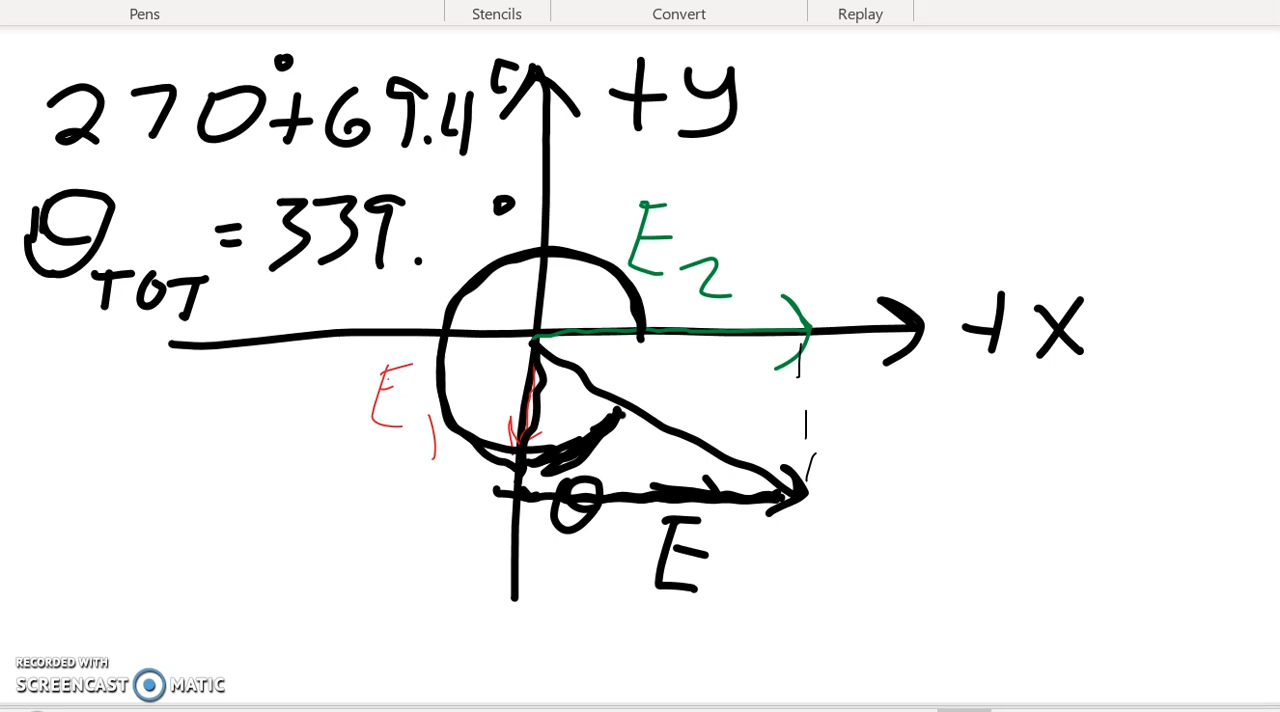 Pens Stencils Convert Replay
270°+69.4°
+y
θTOT = 339. °
E2
+x
E1
θ
E
RECORDED WITH
SCREENCAST MATIC